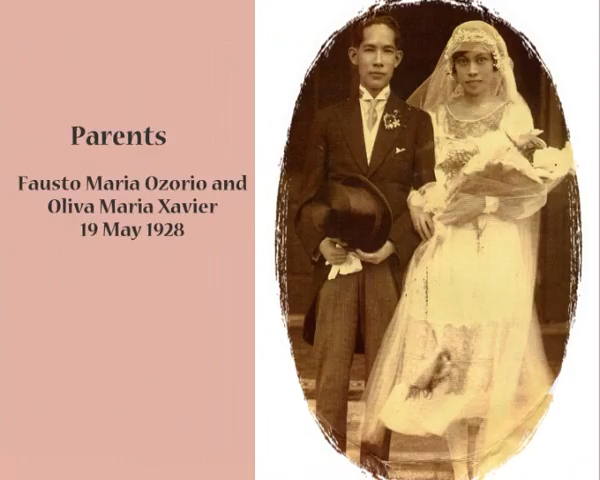 Parents
Fausto Maria Ozorio and
Oliva Maria Xavier
19 May 1928